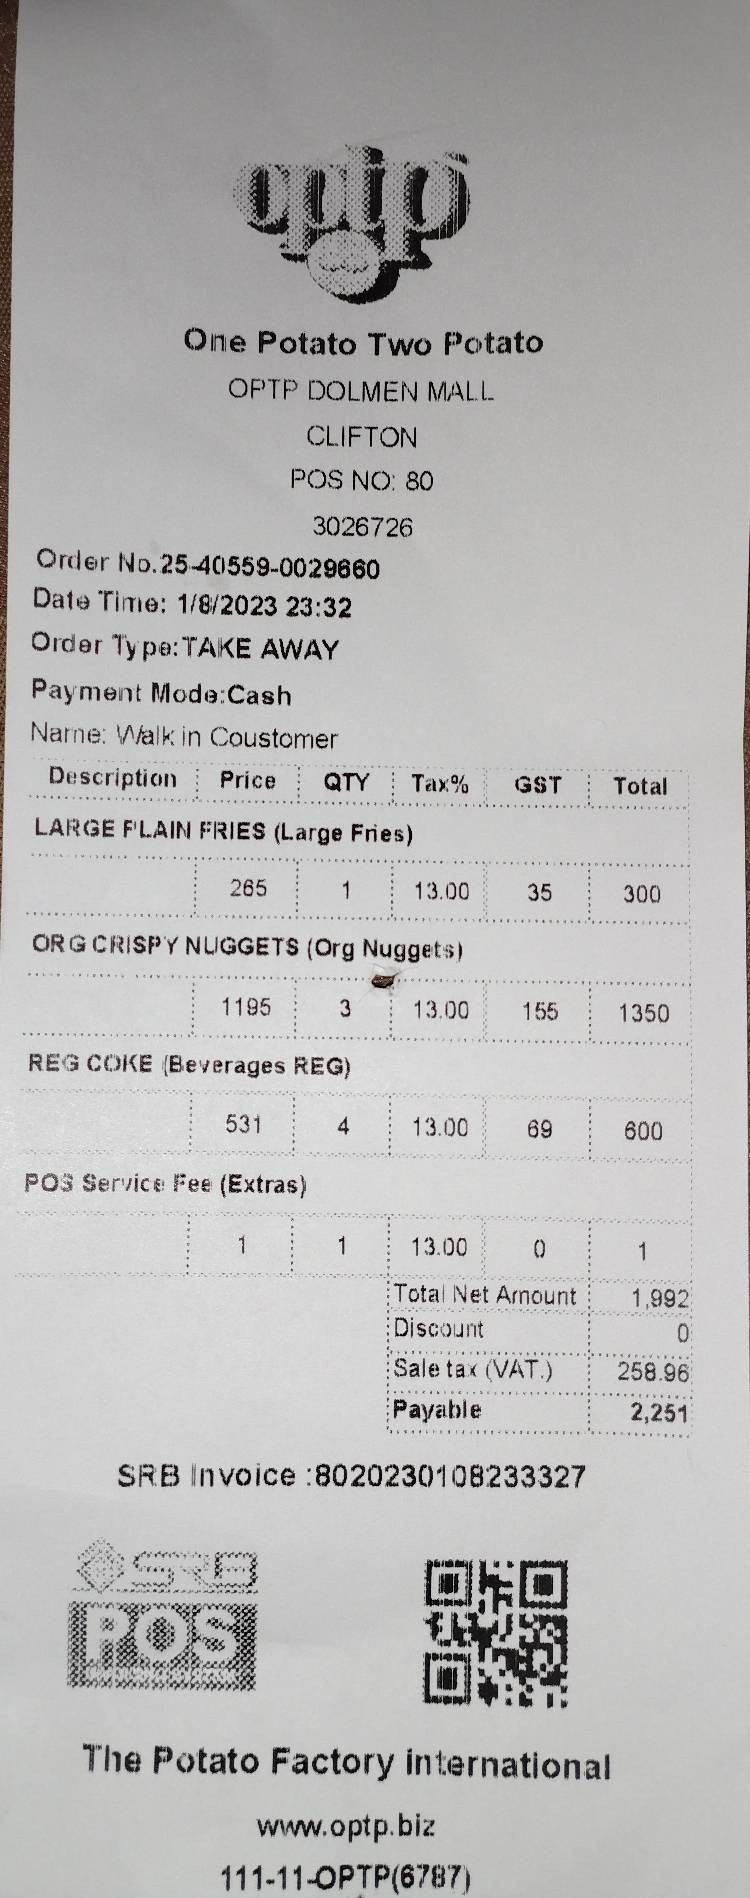 optp
One Potato Two Potato
OPTP DOLMEN MALL
CLIFTON
POS NO: 80
3026726
Order No.25-40559-0029660
Date Time: 1/8/2023 23:32
Order Type:TAKE AWAY
Payment Mode:Cash
Name: Walk in Coustomer
Description Price QTY Tax% GST Total
LARGE PLAIN FRIES (Large Fries)
265 1 13.00 35 300
ORG CRISPY NUGGETS (Org Nuggets)
1195 3 13.00 155 1350
REG COKE (Beverages REG)
531 4 13.00 69 600
POS Service Fee (Extras)
1 1 13.00 0 1
Total Net Amount 1,992
Discount 0
Sale tax (VAT.) 258.96
Payable 2,251
SRB Invoice :8020230108233327
SRB
POS
The Potato Factory international
www.optp.biz
111-11-OPTP(6787)